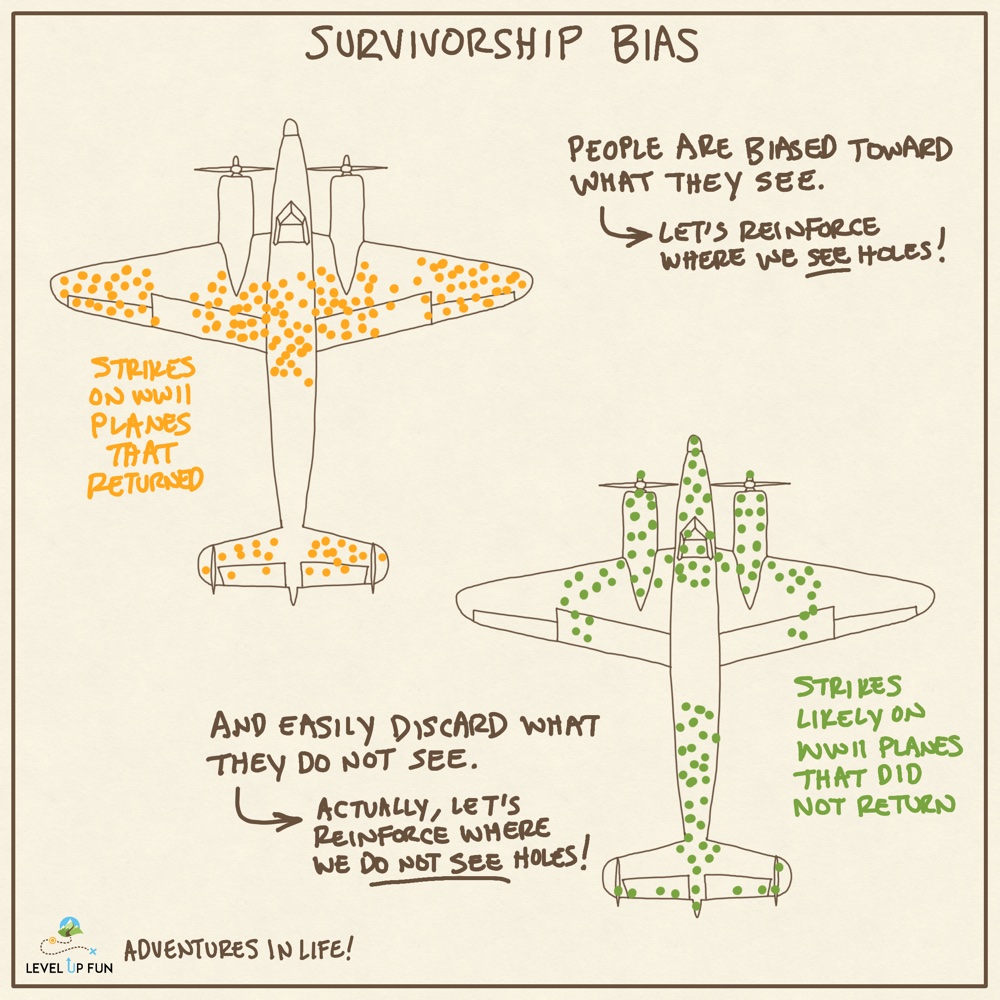 SURVIVORSHIP BIAS
PEOPLE ARE BIASED TOWARD
WHAT THEY SEE.
LET'S REINFORCE
WHERE WE SEE HOLES!
STRIKES
ON WWII
PLANES
THAT
RETURNED
STRIKES
LIKELY ON
WWII PLANES
THAT DID
NOT RETURN
AND EASILY DISCARD WHAT
THEY DO NOT SEE.
ACTUALLY, LET'S
REINFORCE WHERE
WE DO NOT SEE HOLES!
LEVEL UP FUN
ADVENTURES IN LIFE!